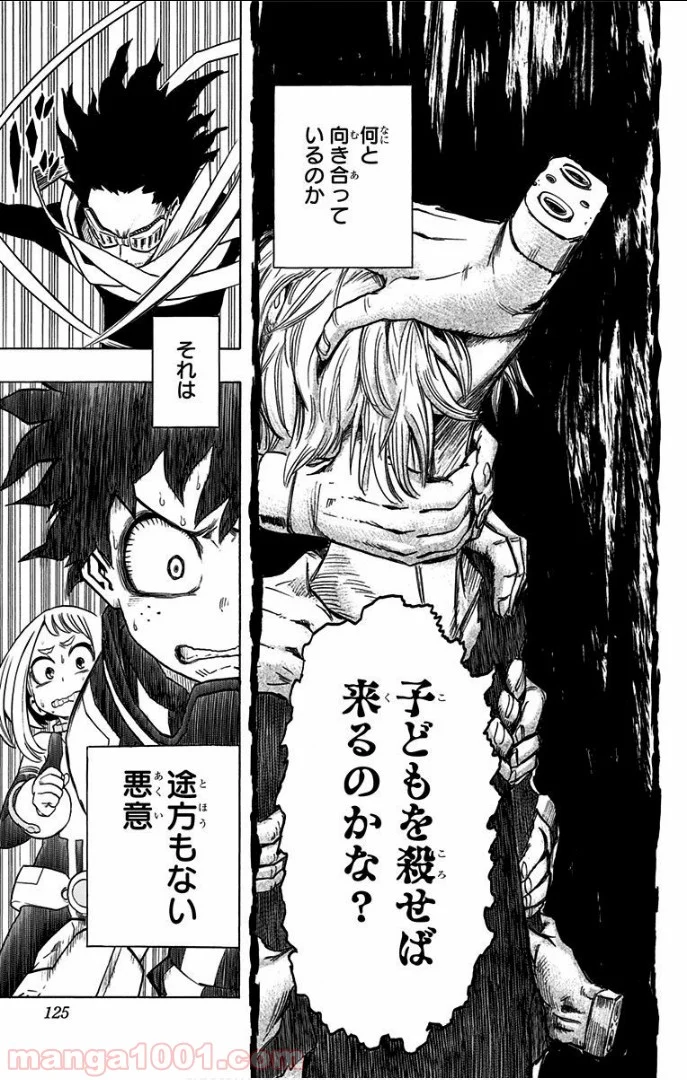 何と
向き合って
いるのか
子どもを殺せば
来るのかな?
それは
途方もない
悪意
125
manga1001.com